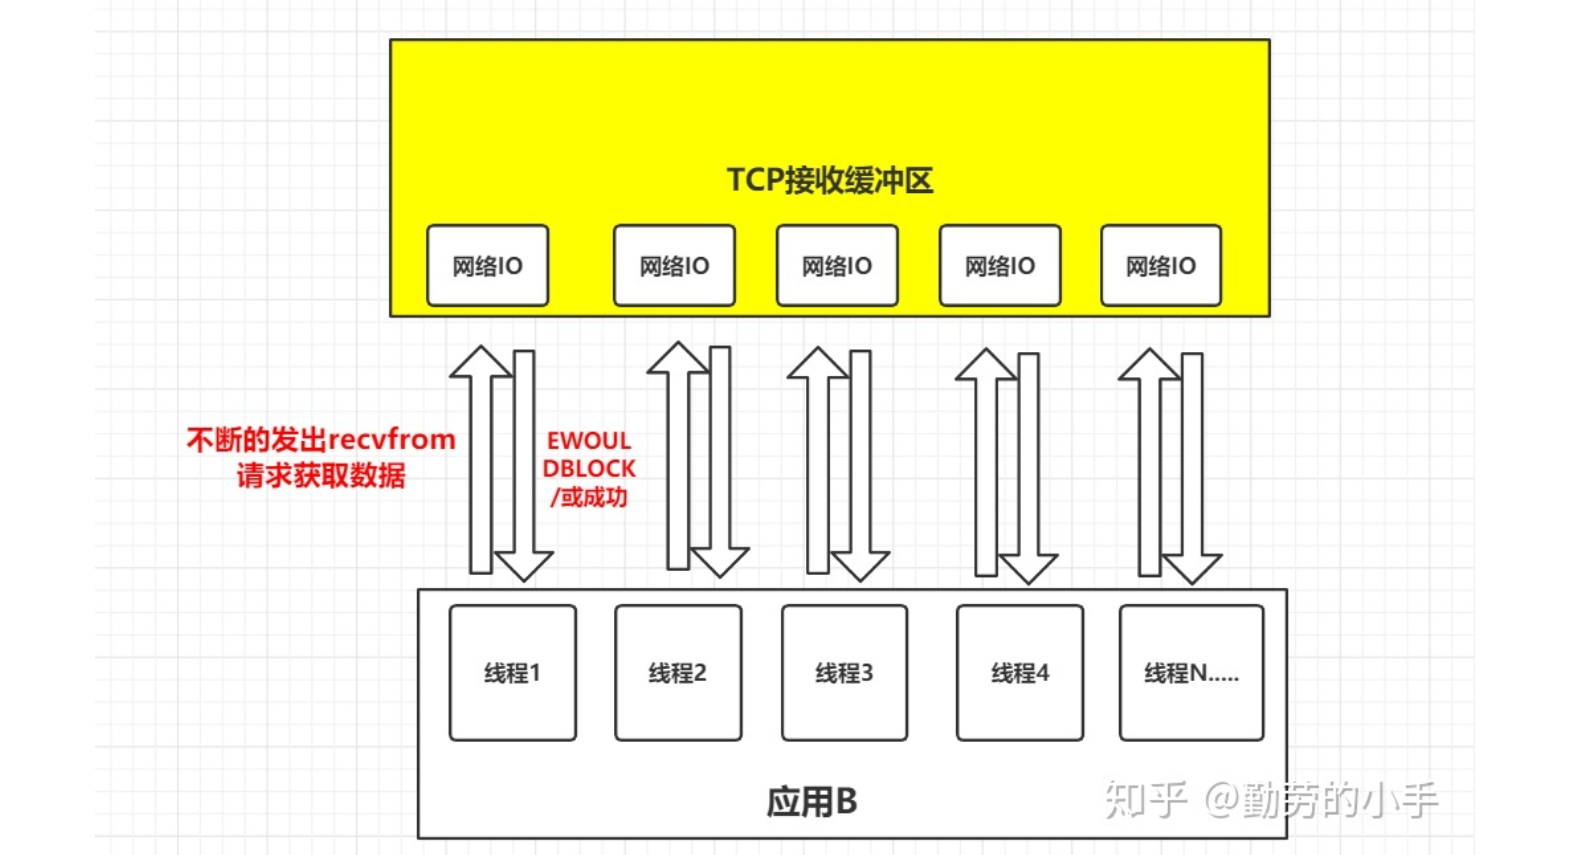 TCP接收缓冲区
网络IO 网络IO 网络IO 网络IO 网络IO
不断的发出recvfrom
请求获取数据
EWOUL
DBLOCK
/或成功
线程1 线程2 线程3 线程4 线程N.....
应用B
知乎 @勤劳的小手